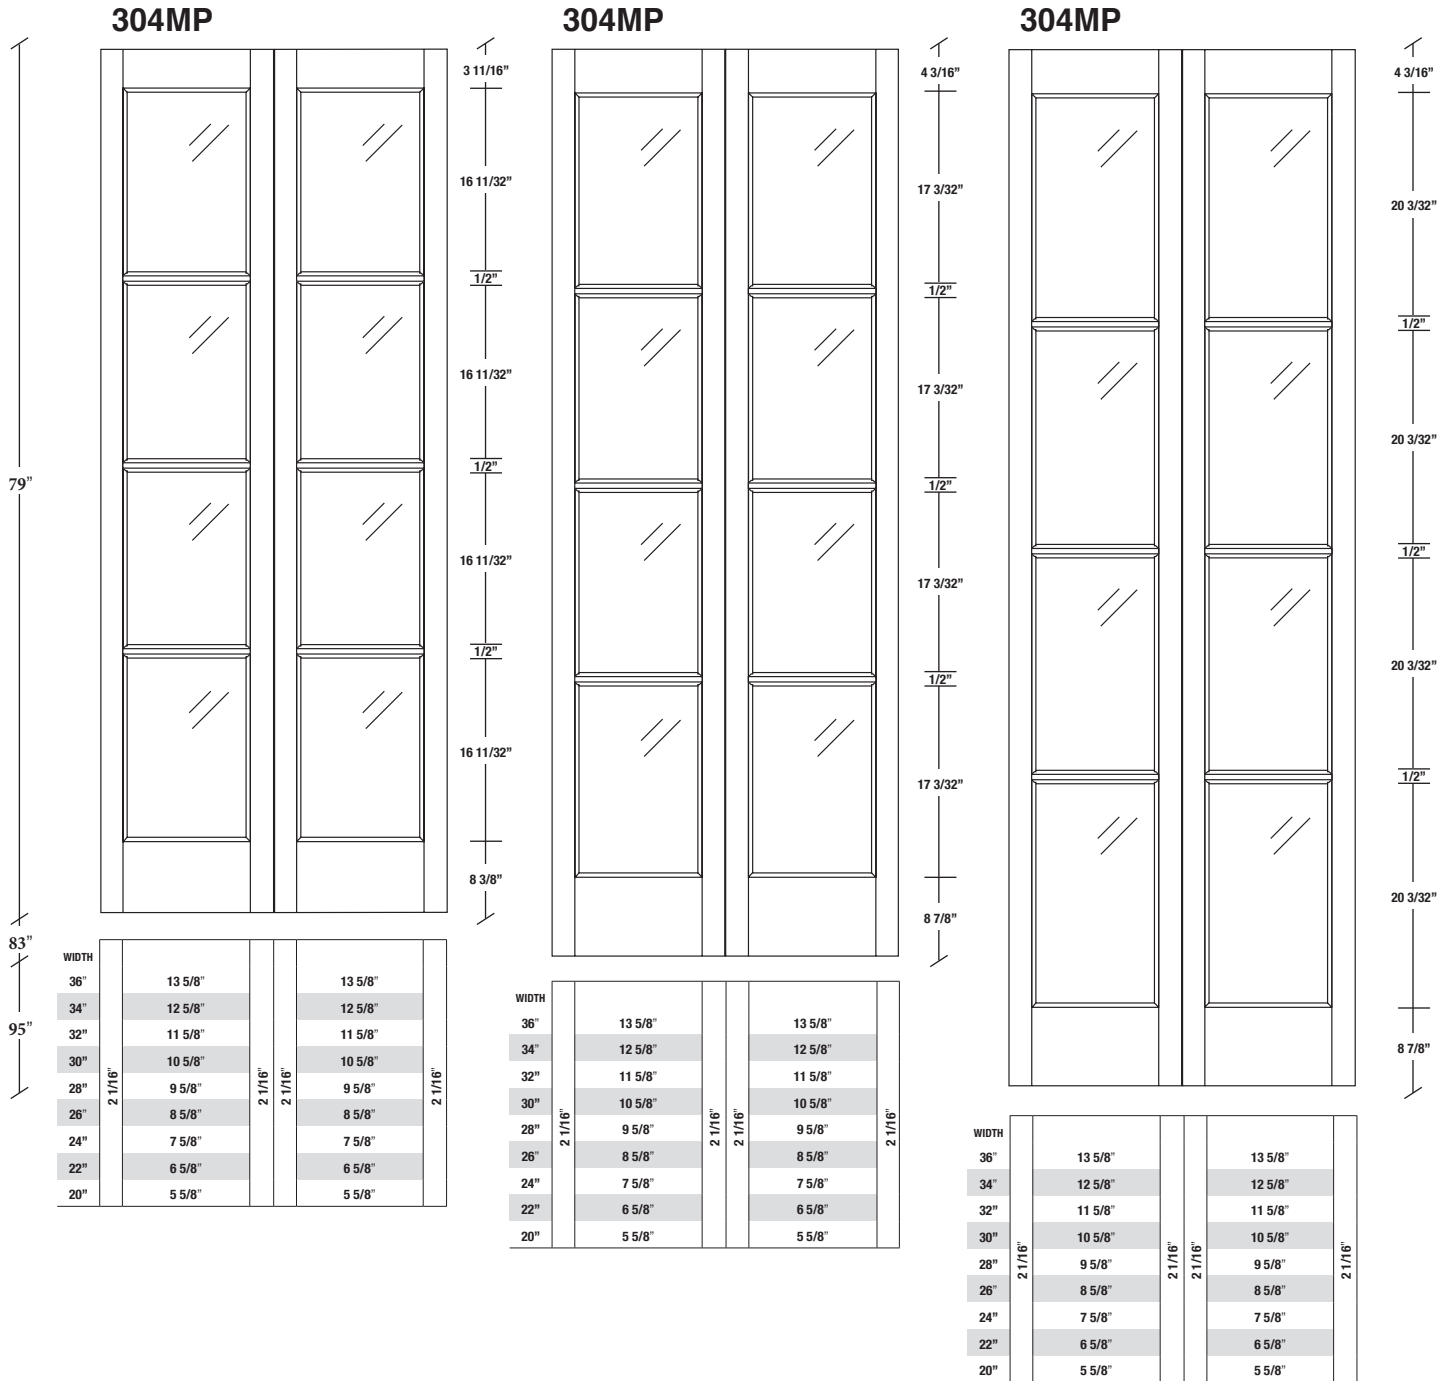 304MP
304MP
304MP
79”
83”
95”
3 11/16”
16 11/32”
1/2”
16 11/32”
1/2”
16 11/32”
1/2”
16 11/32”
8 3/8”
4 3/16”
17 3/32”
1/2”
17 3/32”
1/2”
17 3/32”
1/2”
17 3/32”
8 7/8”
4 3/16”
20 3/32”
1/2”
20 3/32”
1/2”
20 3/32”
1/2”
20 3/32”
8 7/8”
WIDTH
36” 13 5/8” 13 5/8”
34” 12 5/8” 12 5/8”
32” 11 5/8” 11 5/8”
30” 10 5/8” 10 5/8”
28” 9 5/8” 9 5/8”
26” 8 5/8” 8 5/8”
24” 7 5/8” 7 5/8”
22” 6 5/8” 6 5/8”
20” 5 5/8” 5 5/8”
2 1/16”
2 1/16”
2 1/16”
2 1/16”
WIDTH
36” 13 5/8” 13 5/8”
34” 12 5/8” 12 5/8”
32” 11 5/8” 11 5/8”
30” 10 5/8” 10 5/8”
28” 9 5/8” 9 5/8”
26” 8 5/8” 8 5/8”
24” 7 5/8” 7 5/8”
22” 6 5/8” 6 5/8”
20” 5 5/8” 5 5/8”
2 1/16”
2 1/16”
2 1/16”
2 1/16”
WIDTH
36” 13 5/8” 13 5/8”
34” 12 5/8” 12 5/8”
32” 11 5/8” 11 5/8”
30” 10 5/8” 10 5/8”
28” 9 5/8” 9 5/8”
26” 8 5/8” 8 5/8”
24” 7 5/8” 7 5/8”
22” 6 5/8” 6 5/8”
20” 5 5/8” 5 5/8”
2 1/16”
2 1/16”
2 1/16”
2 1/16”